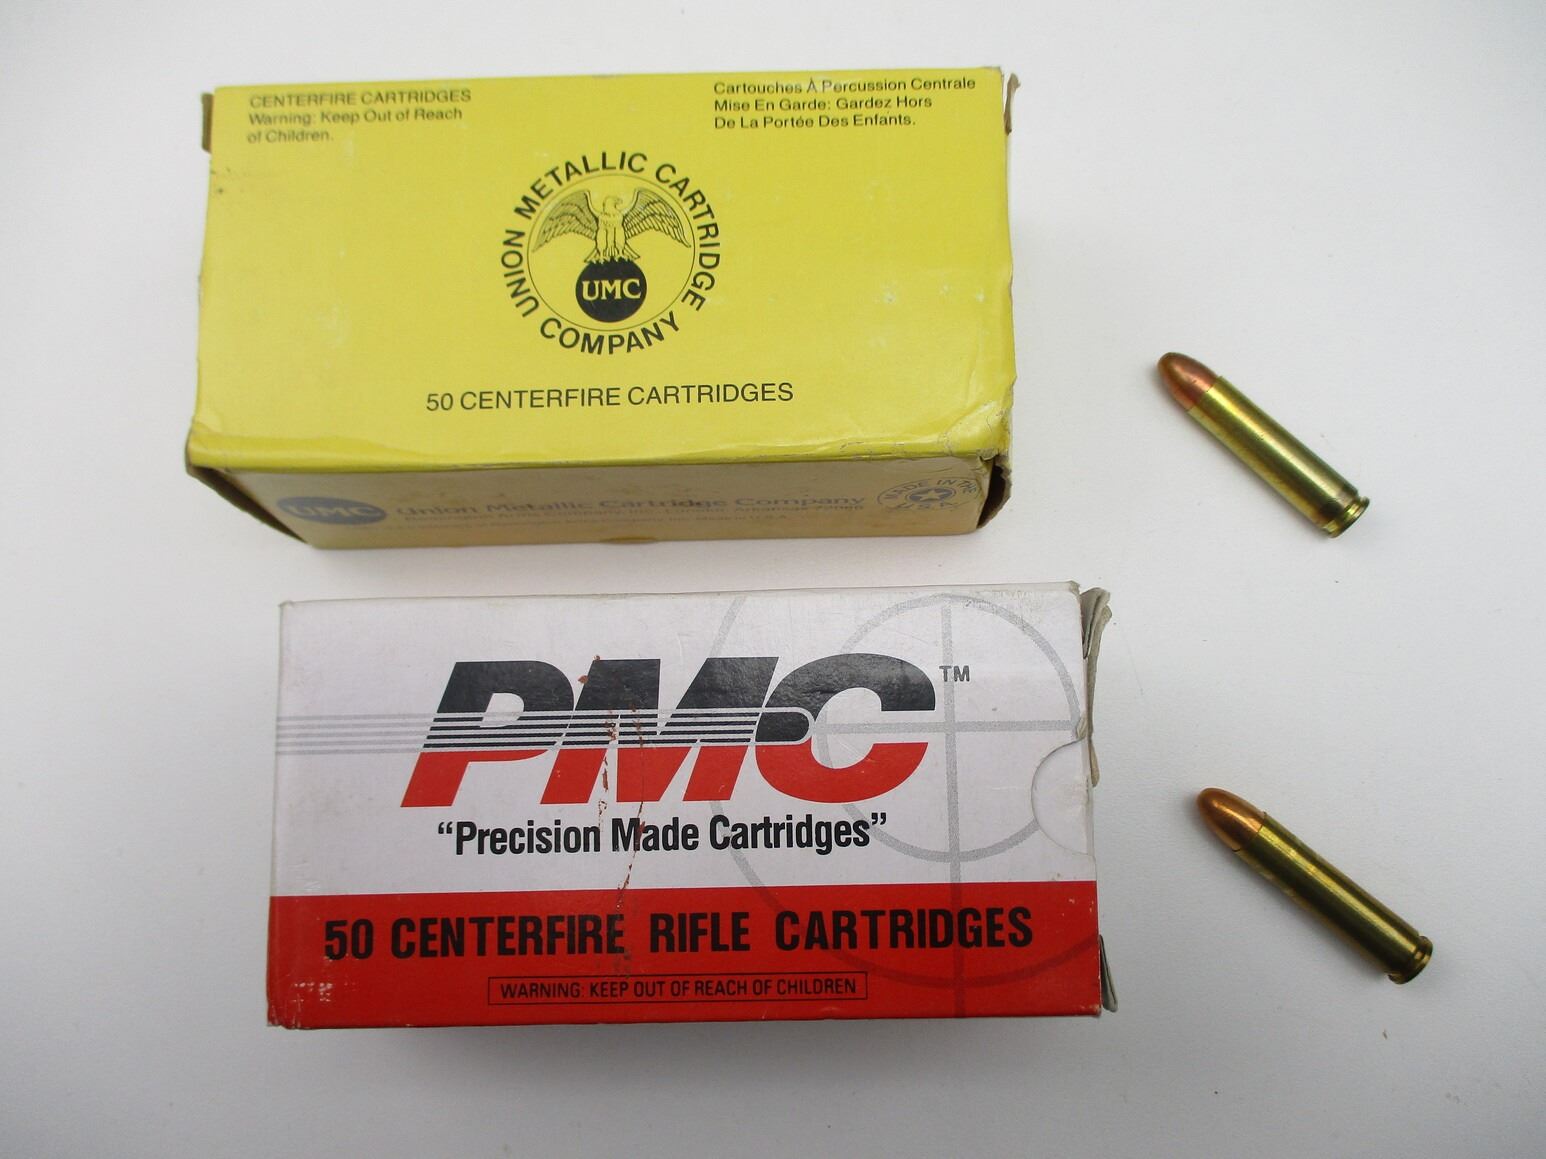 CENTERFIRE CARTRIDGES
Warning: Keep Out of Reach
of Children.
Cartouches À Percussion Centrale
Mise En Garde: Gardez Hors
De La Portée Des Enfants.
UNION METALLIC CARTRIDGE COMPANY
UMC
50 CENTERFIRE CARTRIDGES
UMC Union Metallic Cartridge Company
MADE IN THE U.S.A.
PMC™
“Precision Made Cartridges”
50 CENTERFIRE RIFLE CARTRIDGES
WARNING: KEEP OUT OF REACH OF CHILDREN